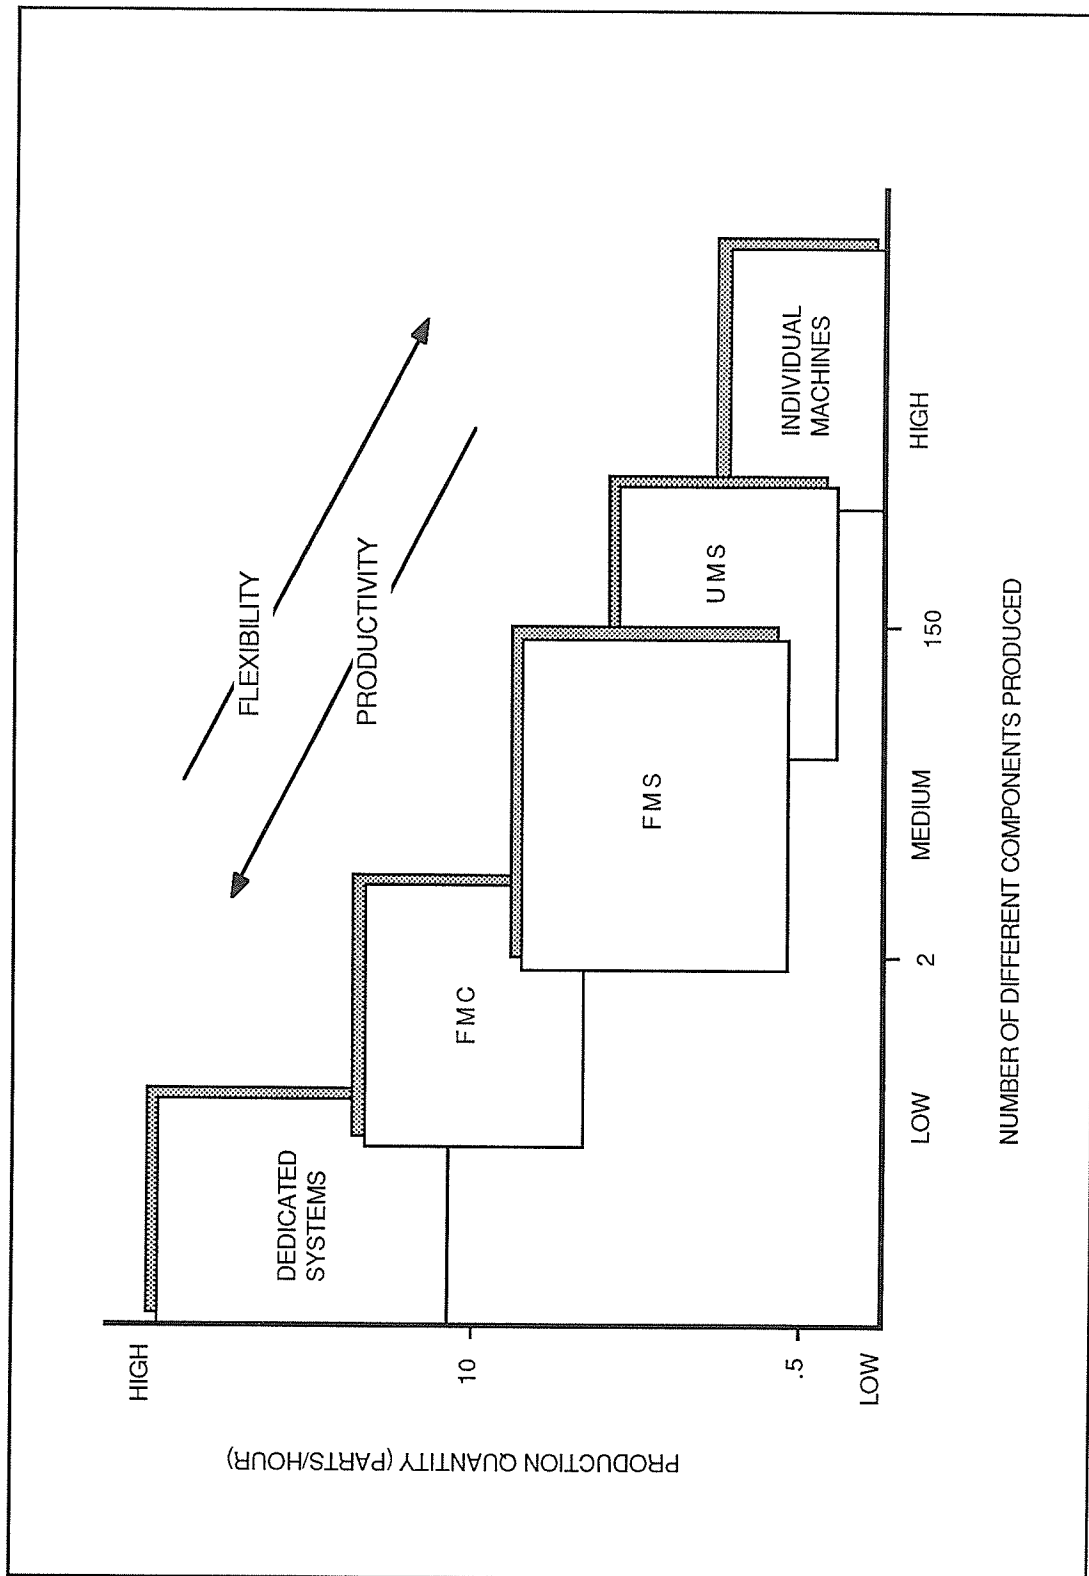 PRODUCTION QUANTITY (PARTS/HOUR)
HIGH
10
.5
LOW
FLEXIBILITY
PRODUCTIVITY
DEDICATED
SYSTEMS
FMC
FMS
UMS
INDIVIDUAL
MACHINES
LOW
2
MEDIUM
150
HIGH
NUMBER OF DIFFERENT COMPONENTS PRODUCED